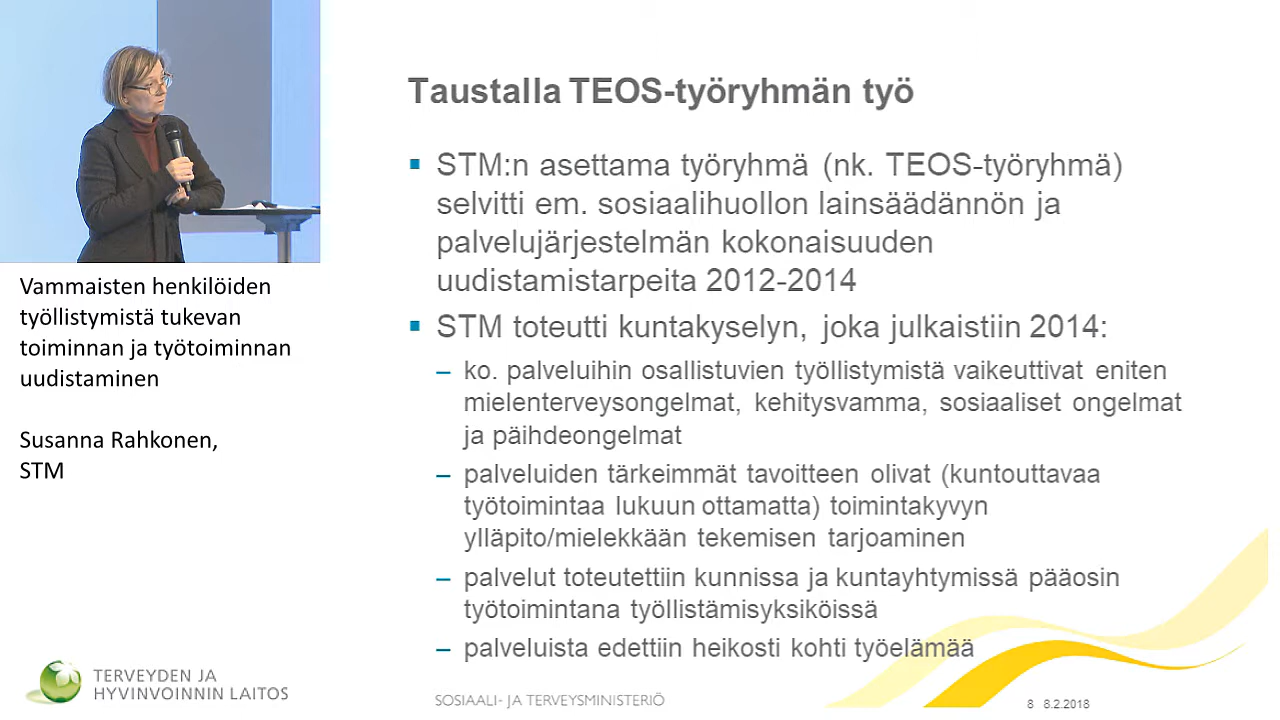 Taustalla TEOS-työryhmän työ
STM:n asettama työryhmä (nk. TEOS-työryhmä)
selvitti em. sosiaalihuollon lainsäädännön ja
palvelujärjestelmän kokonaisuuden
uudistamistarpeita 2012-2014
STM toteutti kuntakyselyn, joka julkaistiin 2014:
– ko. palveluihin osallistuvien työllistymistä vaikeuttivat eniten
mielenterveysongelmat, kehitysvamma, sosiaaliset ongelmat
ja päihdeongelmat
– palveluiden tärkeimmät tavoitteen olivat (kuntouttavaa
työtoimintaa lukuun ottamatta) toimintakyvyn
ylläpito/mielekkään tekemisen tarjoaminen
– palvelut toteutettiin kunnissa ja kuntayhtymissä pääosin
työtoimintana työllistämisyksiköissä
– palveluista edettiin heikosti kohti työelämää
Vammaisten henkilöiden
työllistymistä tukevan
toiminnan ja työtoiminnan
uudistaminen
Susanna Rahkonen,
STM
TERVEYDEN JA
HYVINVOINNIN LAITOS
SOSIAALI- JA TERVEYSMINISTERIÖ
8 8.2.2018